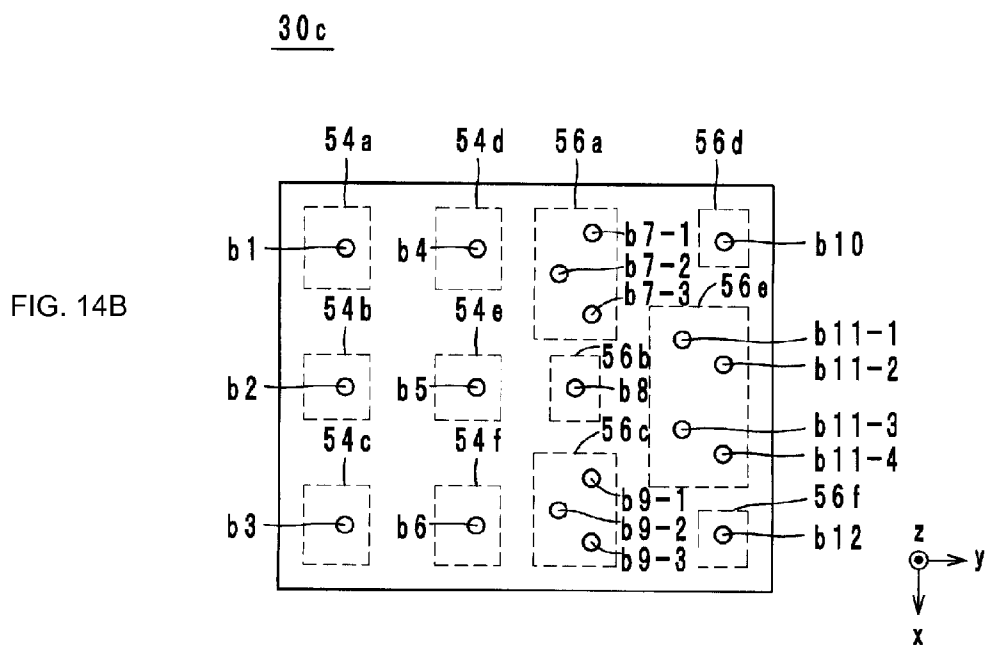 30c
54a 54d 56a 56d
b1 b4 b7-1 b10
b7-2
b7-3 56e
FIG. 14B
54b 54e b11-1
56b b11-2
b2 b5 b8
b11-3
54c 54f 56c b11-4
b9-1 56f
b3 b6 b9-2 b12
b9-3
z
y
x